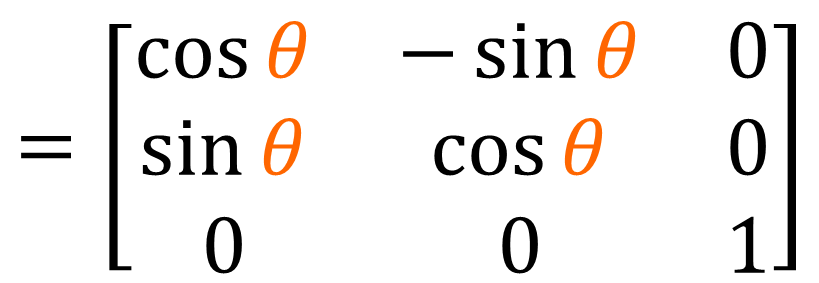 cos θ − sin θ 0
= sin θ cos θ 0
0 0 1